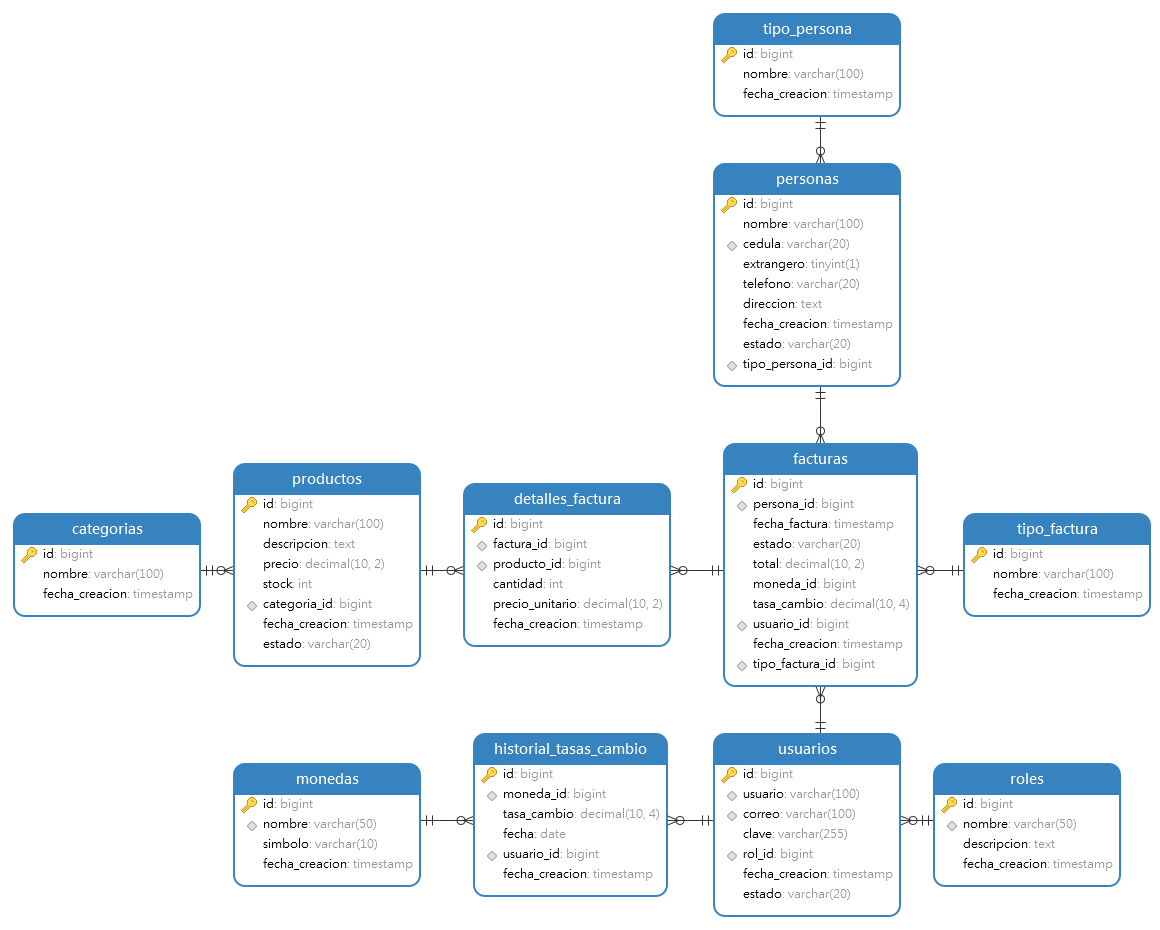 tipo_persona
id: bigint
nombre: varchar(100)
fecha_creacion: timestamp
personas
id: bigint
nombre: varchar(100)
cedula: varchar(20)
extrangero: tinyint(1)
telefono: varchar(20)
direccion: text
fecha_creacion: timestamp
estado: varchar(20)
tipo_persona_id: bigint
categorias
id: bigint
nombre: varchar(100)
fecha_creacion: timestamp
productos
id: bigint
nombre: varchar(100)
descripcion: text
precio: decimal(10, 2)
stock: int
categoria_id: bigint
fecha_creacion: timestamp
estado: varchar(20)
detalles_factura
id: bigint
factura_id: bigint
producto_id: bigint
cantidad: int
precio_unitario: decimal(10, 2)
fecha_creacion: timestamp
facturas
id: bigint
persona_id: bigint
fecha_factura: timestamp
estado: varchar(20)
total: decimal(10, 2)
moneda_id: bigint
tasa_cambio: decimal(10, 4)
usuario_id: bigint
fecha_creacion: timestamp
tipo_factura_id: bigint
tipo_factura
id: bigint
nombre: varchar(100)
fecha_creacion: timestamp
monedas
id: bigint
nombre: varchar(50)
simbolo: varchar(10)
fecha_creacion: timestamp
historial_tasas_cambio
id: bigint
moneda_id: bigint
tasa_cambio: decimal(10, 4)
fecha: date
usuario_id: bigint
fecha_creacion: timestamp
usuarios
id: bigint
usuario: varchar(100)
correo: varchar(100)
clave: varchar(255)
rol_id: bigint
fecha_creacion: timestamp
estado: varchar(20)
roles
id: bigint
nombre: varchar(50)
descripcion: text
fecha_creacion: timestamp